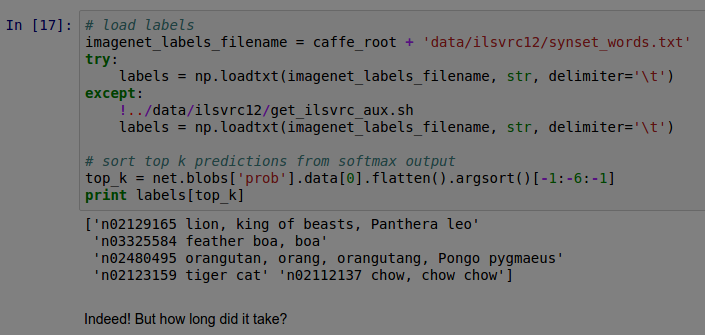 In [17]: # load labels
imagenet_labels_filename = caffe_root + 'data/ilsvrc12/synset_words.txt'
try:
    labels = np.loadtxt(imagenet_labels_filename, str, delimiter='\t')
except:
    !../data/ilsvrc12/get_ilsvrc_aux.sh
    labels = np.loadtxt(imagenet_labels_filename, str, delimiter='\t')
# sort top k predictions from softmax output
top_k = net.blobs['prob'].data[0].flatten().argsort()[-1:-6:-1]
print labels[top_k]
['n02129165 lion, king of beasts, Panthera leo'
 'n03325584 feather boa, boa'
 'n02480495 orangutan, orang, orangutang, Pongo pygmaeus'
 'n02123159 tiger cat' 'n02112137 chow, chow chow']
Indeed! But how long did it take?